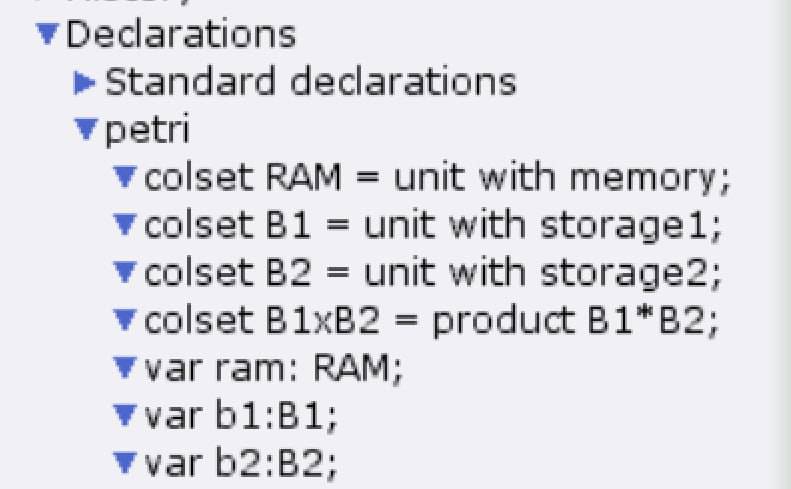 Declarations
Standard declarations
petri
colset RAM = unit with memory;
colset B1 = unit with storage1;
colset B2 = unit with storage2;
colset B1xB2 = product B1*B2;
var ram: RAM;
var b1:B1;
var b2:B2;